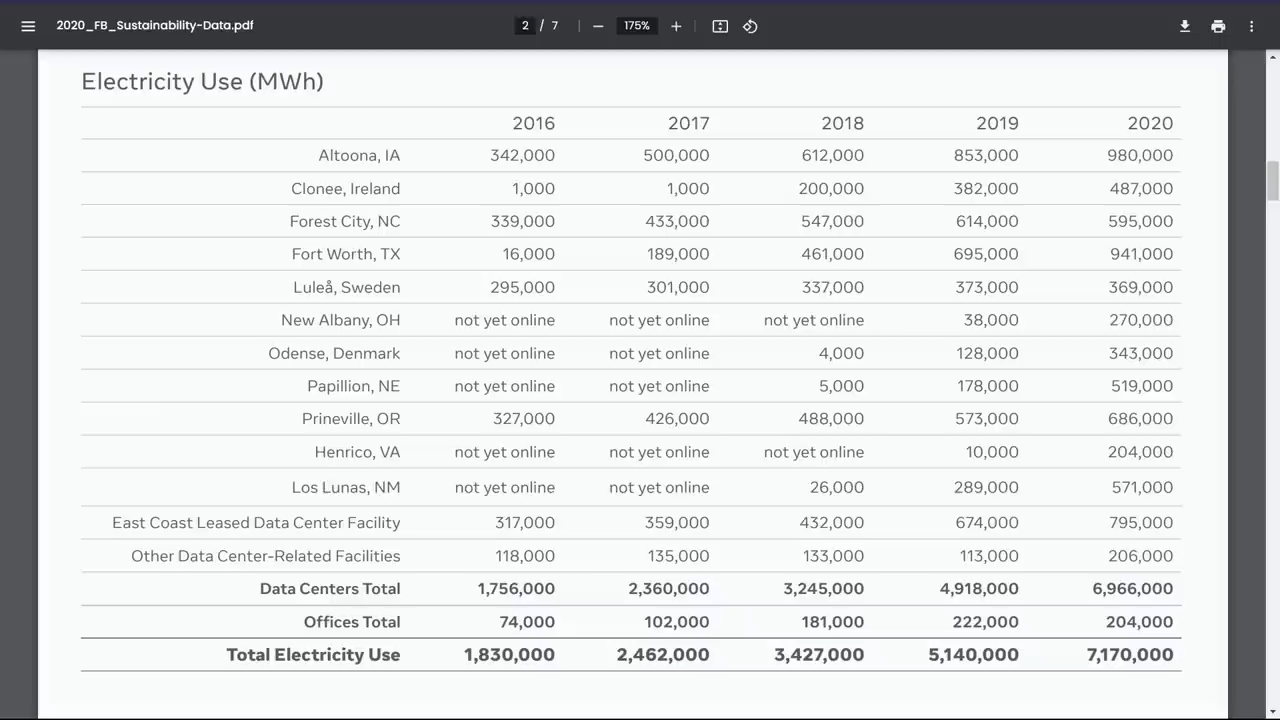 2020_FB_Sustainability-Data.pdf 2 / 7 175%
Electricity Use (MWh)
2016 2017 2018 2019 2020
Altoona, IA 342,000 500,000 612,000 853,000 980,000
Clonee, Ireland 1,000 1,000 200,000 382,000 487,000
Forest City, NC 339,000 433,000 547,000 614,000 595,000
Fort Worth, TX 16,000 189,000 461,000 695,000 941,000
Luleå, Sweden 295,000 301,000 337,000 373,000 369,000
New Albany, OH not yet online not yet online not yet online 38,000 270,000
Odense, Denmark not yet online not yet online 4,000 128,000 343,000
Papillion, NE not yet online not yet online 5,000 178,000 519,000
Prineville, OR 327,000 426,000 488,000 573,000 686,000
Henrico, VA not yet online not yet online not yet online 10,000 204,000
Los Lunas, NM not yet online not yet online 26,000 289,000 571,000
East Coast Leased Data Center Facility 317,000 359,000 432,000 674,000 795,000
Other Data Center-Related Facilities 118,000 135,000 133,000 113,000 206,000
Data Centers Total 1,756,000 2,360,000 3,245,000 4,918,000 6,966,000
Offices Total 74,000 102,000 181,000 222,000 204,000
Total Electricity Use 1,830,000 2,462,000 3,427,000 5,140,000 7,170,000